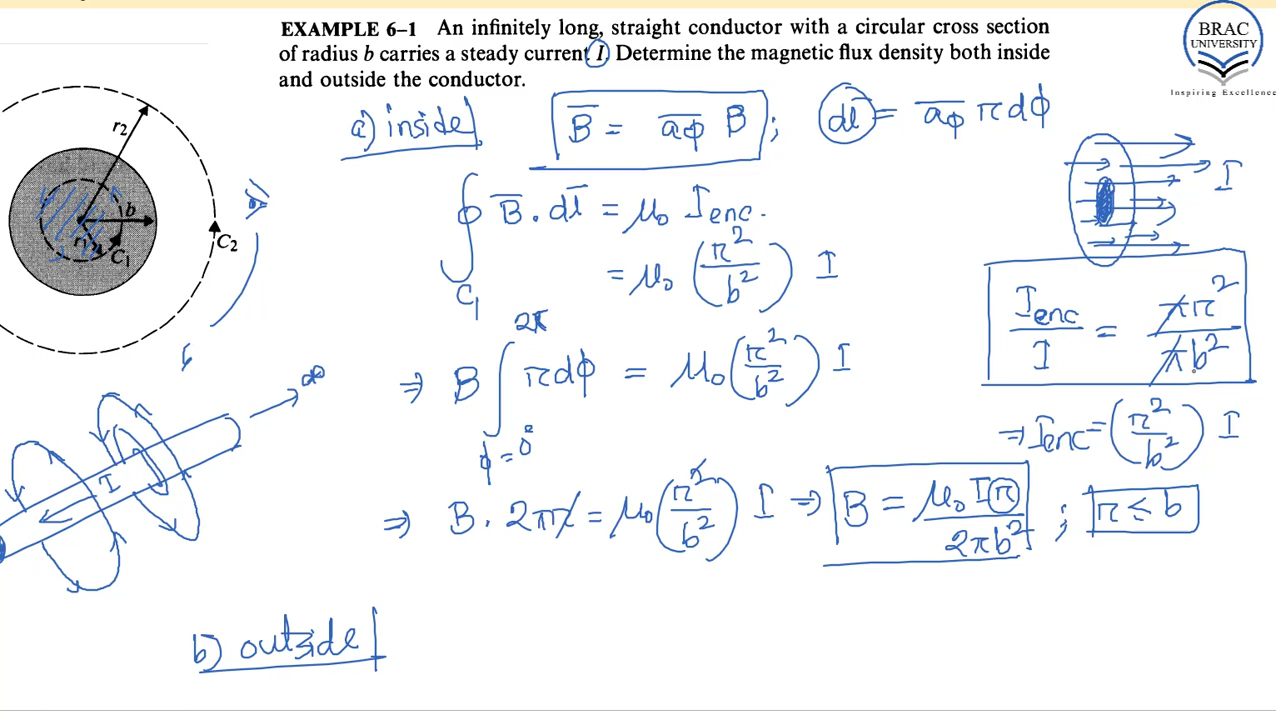 EXAMPLE 6–1 An infinitely long, straight conductor with a circular cross section
of radius b carries a steady current I. Determine the magnetic flux density both inside
and outside the conductor.
BRAC
UNIVERSITY
Inspiring Excellence
a) inside
B̅ = a̅ϕ B ; dl̅ = a̅ϕ r dϕ
r2
b
r1
C1
C2
∮C1 B̅ . dl̅ = μ0 Ienc.
= μ0 (r²/b²) I
I
Ienc/I = πr²/πb²
⇒ Ienc = (r²/b²) I
⇒ B ∫ϕ=0^2π r dϕ = μ0 (r²/b²) I
⇒ B . 2πr = μ0 (r²/b²) I ⇒ B = μ0 I r / 2πb² ; r ≤ b
∞
I
b) outside